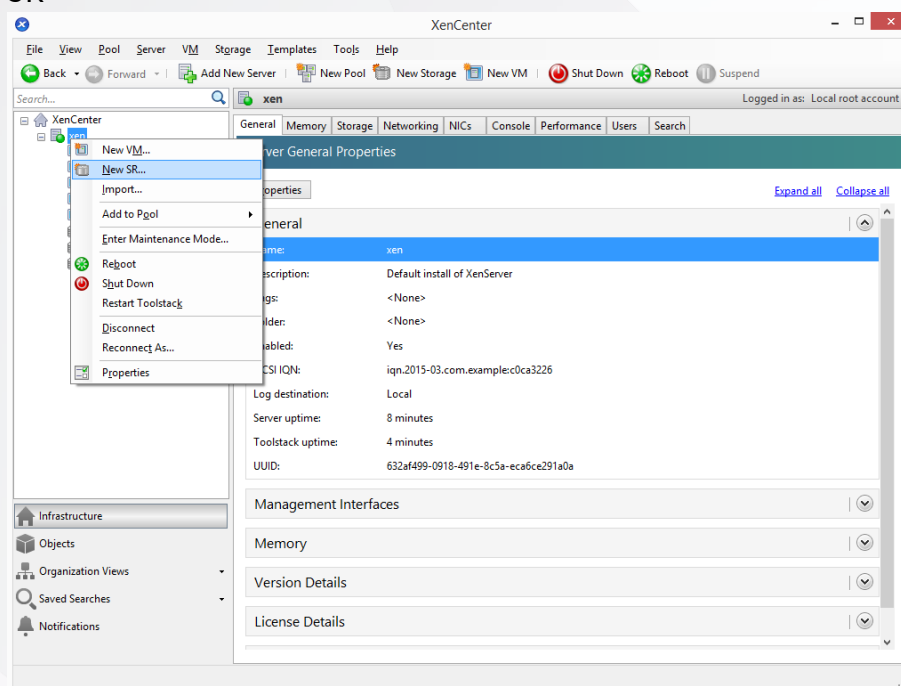 SR
XenCenter
File View Pool Server VM Storage Templates Tools Help
Back Forward Add New Server New Pool New Storage New VM Shut Down Reboot Suspend
Search...
xen
Logged in as: Local root account
XenCenter
xen
General Memory Storage Networking NICs Console Performance Users Search
rver General Properties
New VM...
New SR...
Import...
Add to Pool
Enter Maintenance Mode...
Reboot
Shut Down
Restart Toolstack
Disconnect
Reconnect As...
Properties
operties
Expand all Collapse all
eneral
me: xen
escription: Default install of XenServer
gs: <None>
lder: <None>
abled: Yes
CSI IQN: iqn.2015-03.com.example:c0ca3226
Log destination: Local
Server uptime: 8 minutes
Toolstack uptime: 4 minutes
UUID: 632af499-0918-491e-8c5a-eca6ce291a0a
Management Interfaces
Memory
Version Details
License Details
Infrastructure
Objects
Organization Views
Saved Searches
Notifications